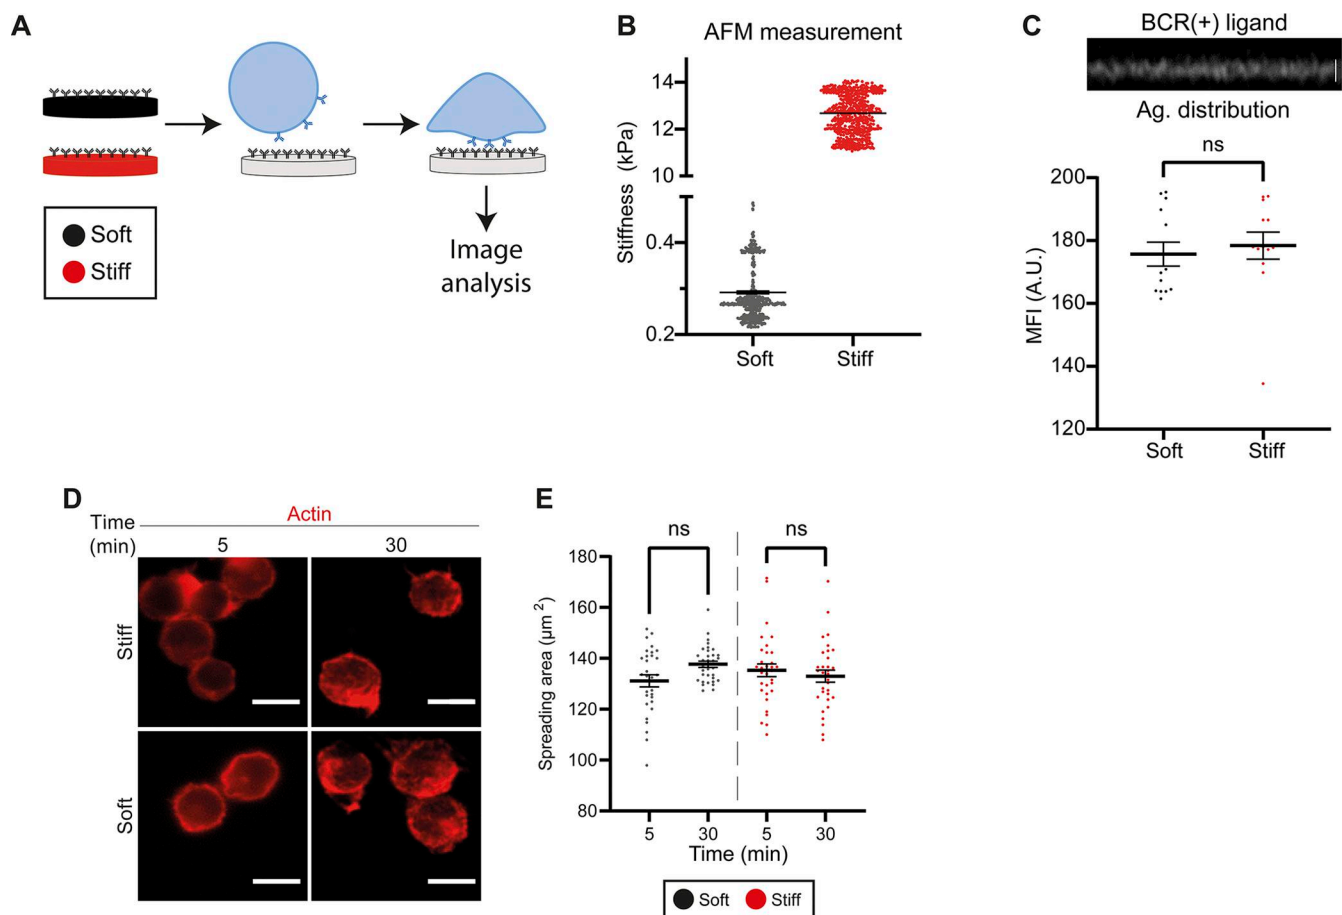 A
Soft
Stiff
Image
analysis
B
AFM measurement
Stiffness (kPa)
14
12
10
0.4
0.2
Soft
Stiff
C
BCR(+) ligand
Ag. distribution
ns
MFI (A.U.)
200
180
160
140
120
Soft
Stiff
D
Time
(min)
Actin
5
30
Stiff
Soft
E
ns
ns
Spreading area (μm²)
180
160
140
120
100
80
5
30
5
30
Time (min)
Soft
Stiff